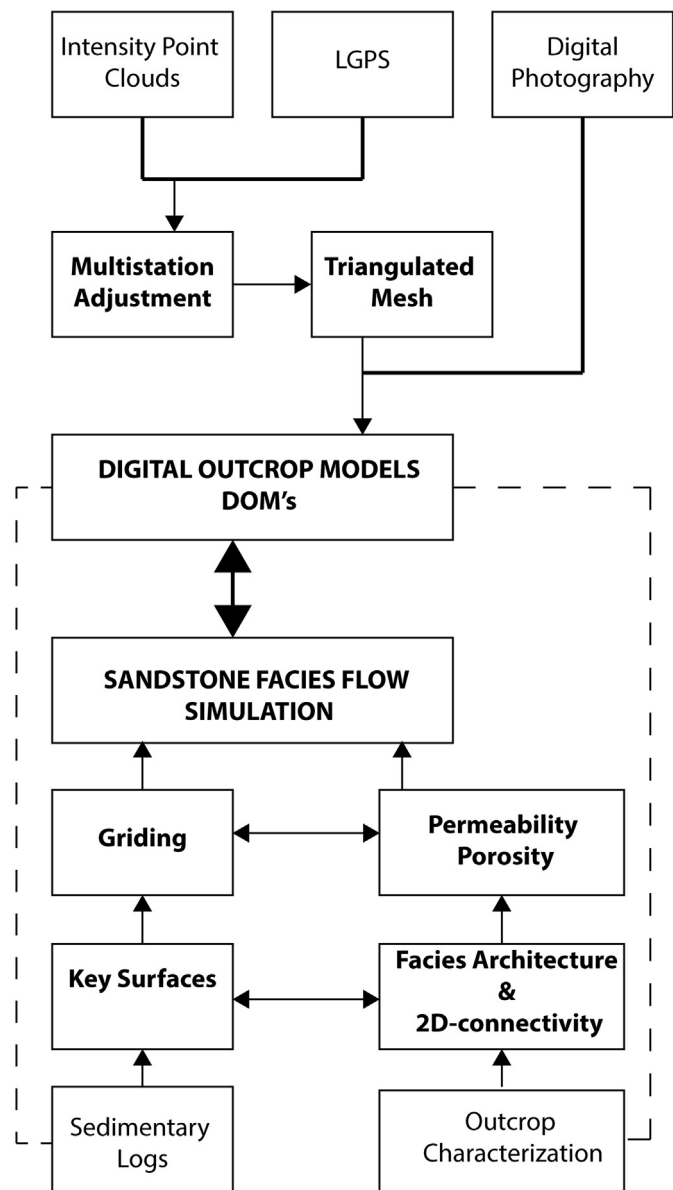 Intensity Point
Clouds
LGPS
Digital
Photography
Multistation
Adjustment
Triangulated
Mesh
DIGITAL OUTCROP MODELS
DOM's
SANDSTONE FACIES FLOW
SIMULATION
Griding
Permeability
Porosity
Key Surfaces
Facies Architecture
&
2D-connectivity
Sedimentary
Logs
Outcrop
Characterization